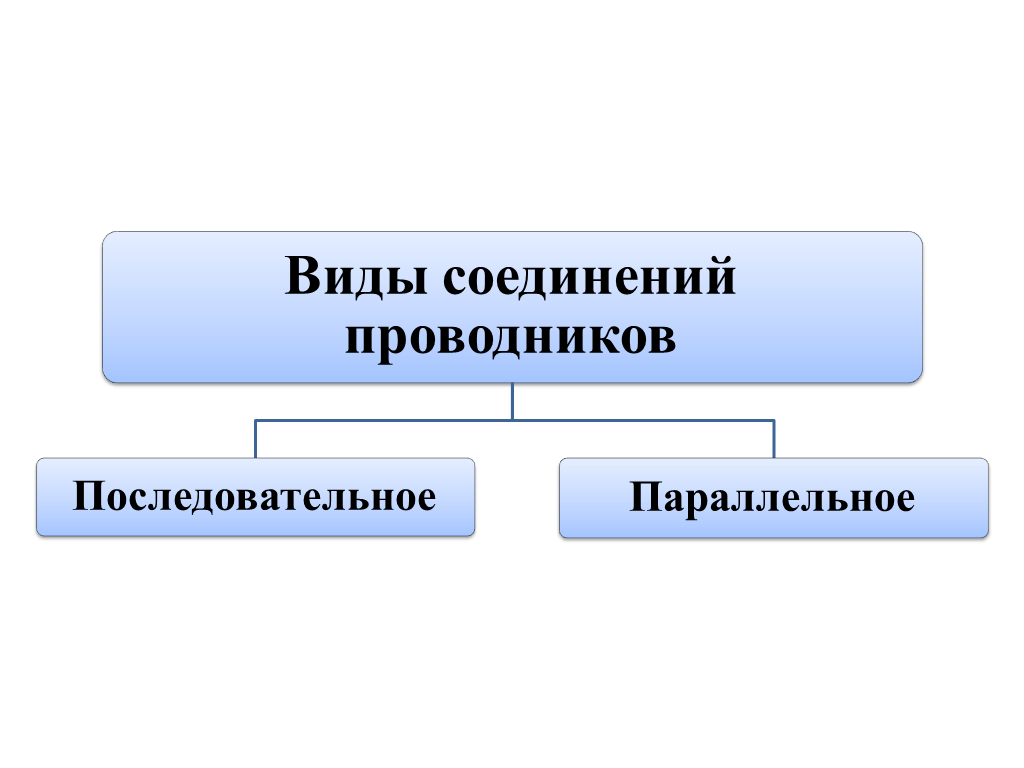 Виды соединений
проводников
Последовательное
Параллельное